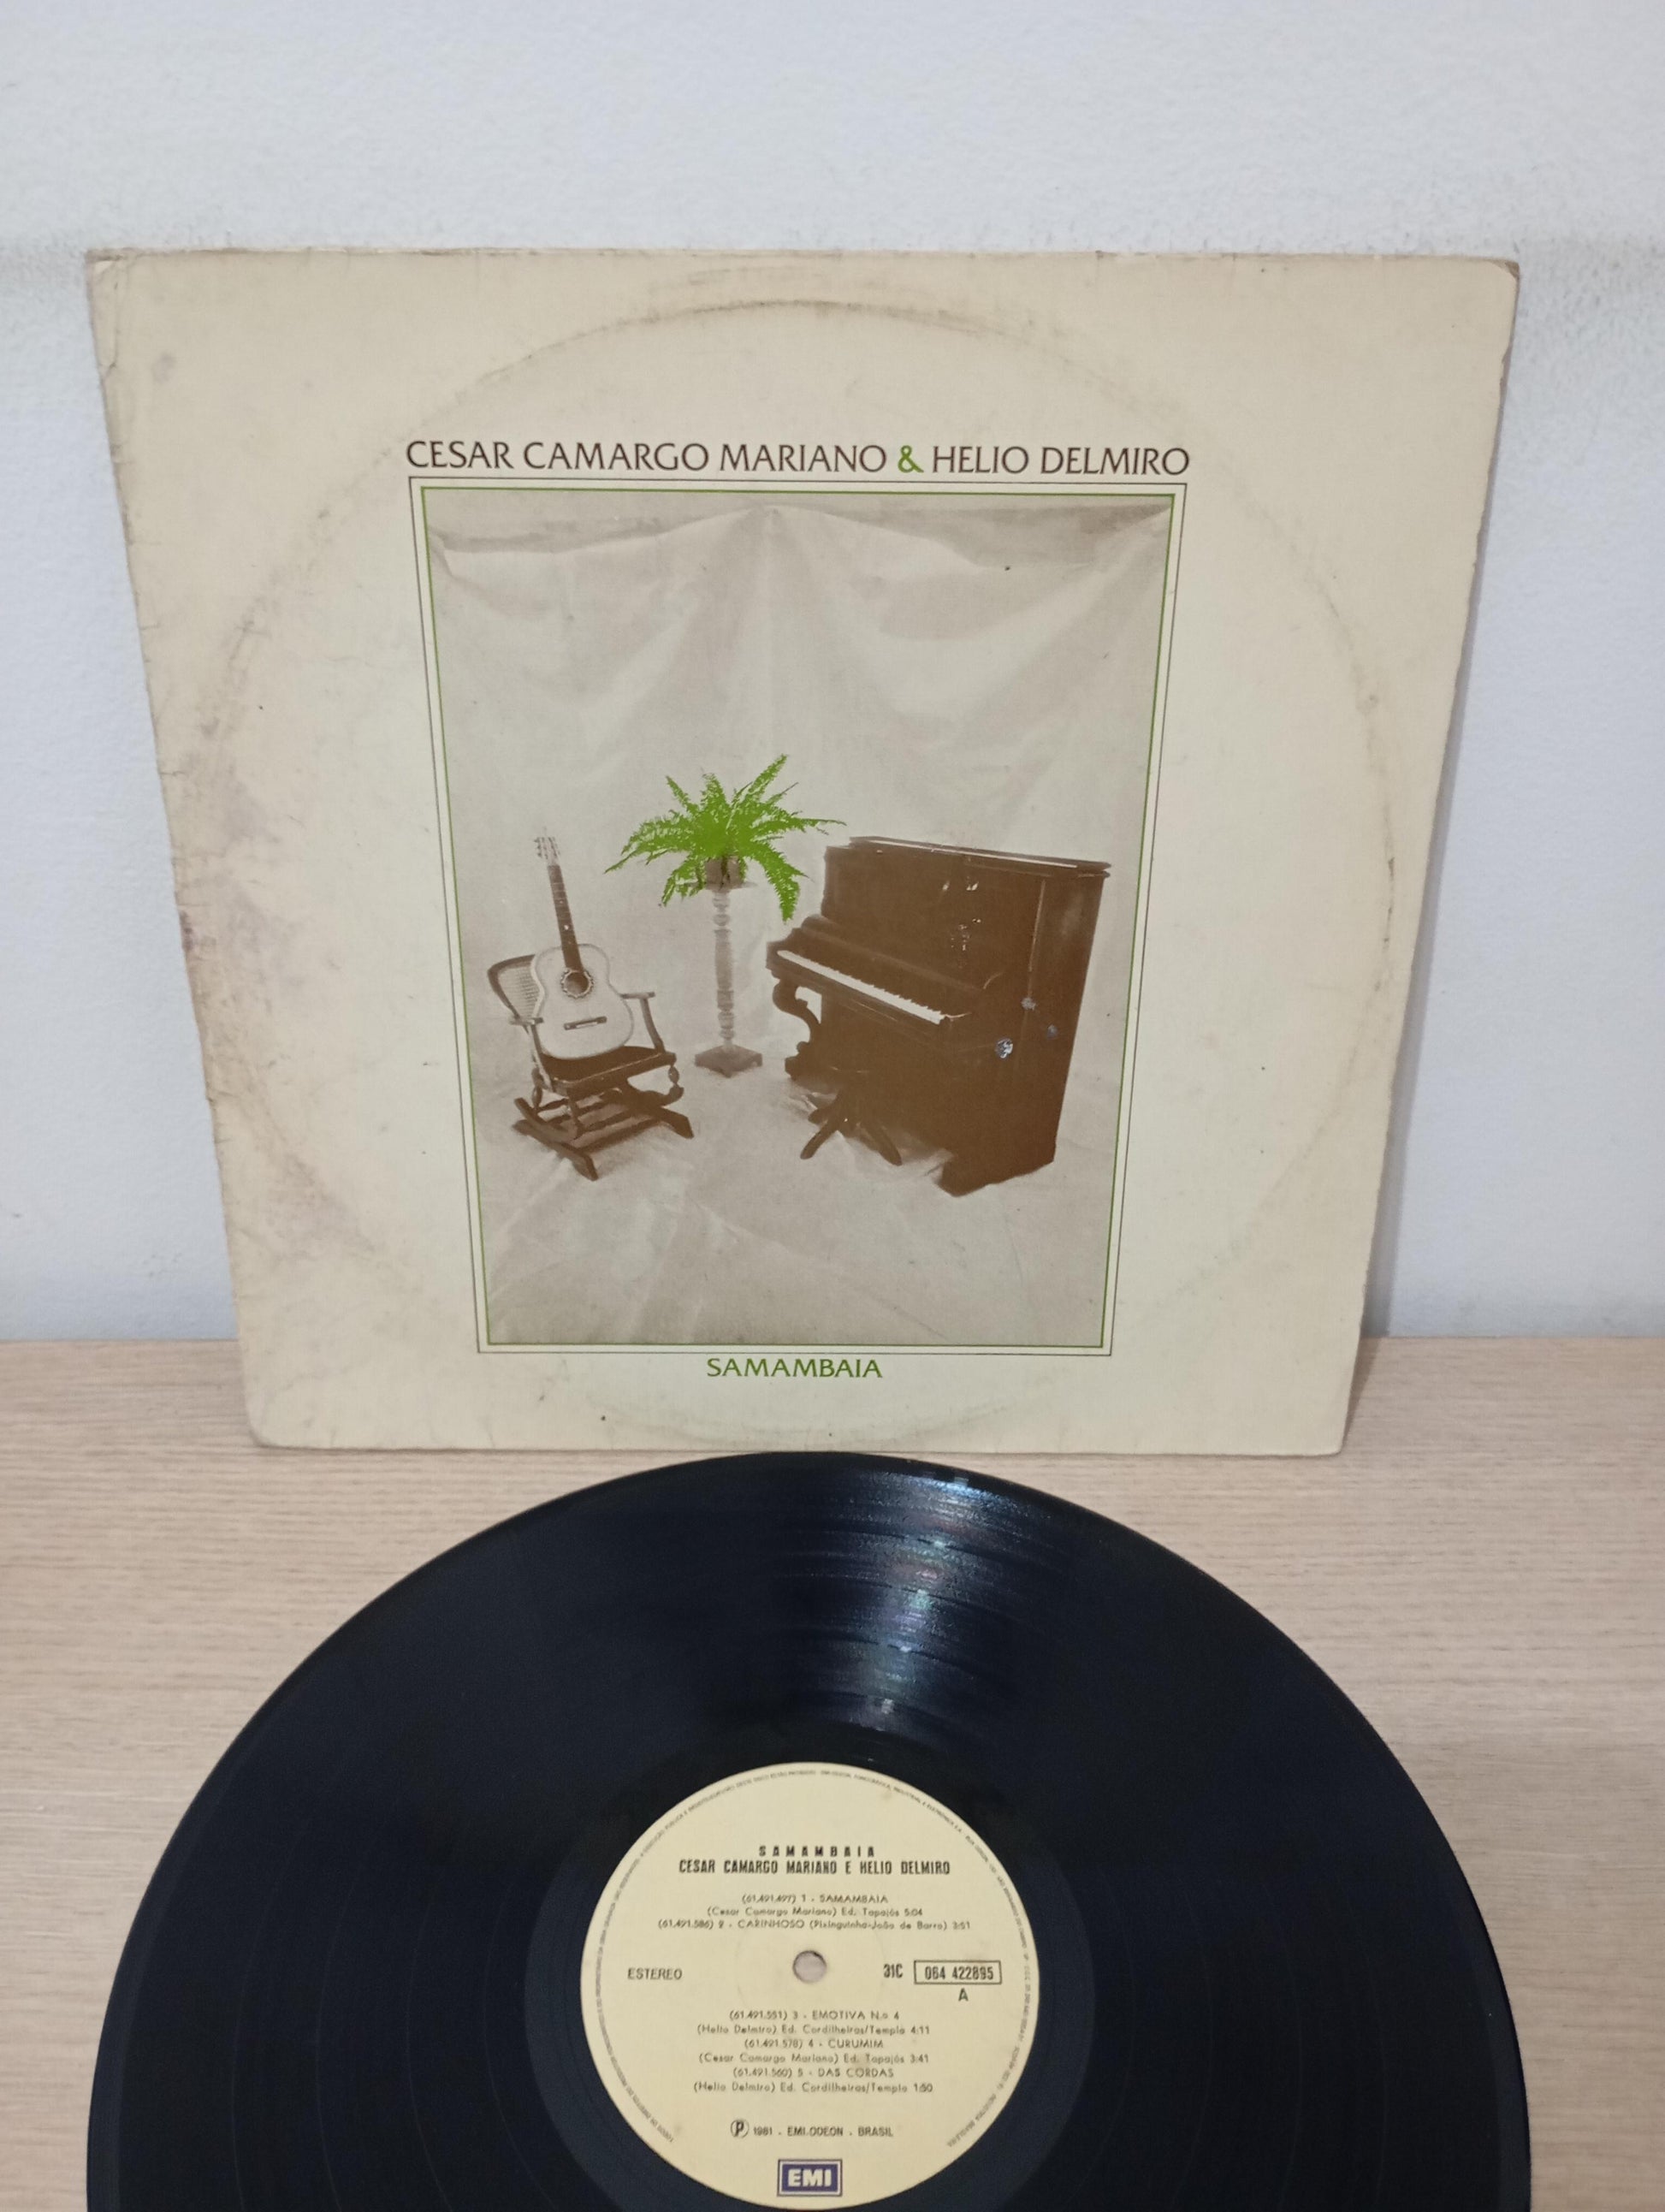 CESAR CAMARGO MARIANO & HELIO DELMIRO
SAMAMBAIA
SAMAMBAIA
CESAR CAMARGO MARIANO E HELIO DELMIRO
(61.491.497) 1 - SAMAMBAIA
(Cesar Camargo Mariano) Ed. Tapajós 5:04
(61.491.586) 2 - CARINHOSO (Pixinguinha-João de Barro) 3:51
ESTEREO
31C 064 422895
A
(61.491.551) 3 - EMOTIVA N.o 4
(Helio Delmiro) Ed. Cordilheiras/Templo 4:11
(61.491.578) 4 - CURUMIM
(Cesar Camargo Mariano) Ed. Tapajós 3:41
(61.491.560) 5 - DAS CORDAS
(Helio Delmiro) Ed. Cordilheiras/Templo 1:50
℗ 1981 - EMI-ODEON - BRASIL
EMI